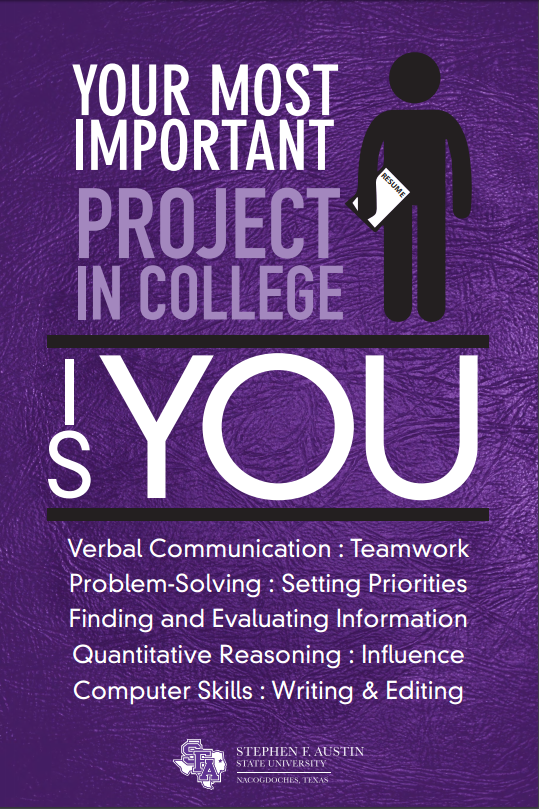 YOUR MOST
IMPORTANT
RESUME
PROJECT
IN COLLEGE
IS YOU
Verbal Communication : Teamwork
Problem-Solving : Setting Priorities
Finding and Evaluating Information
Quantitative Reasoning : Influence
Computer Skills : Writing & Editing
SFA
STEPHEN F. AUSTIN
STATE UNIVERSITY
NACOGDOCHES, TEXAS